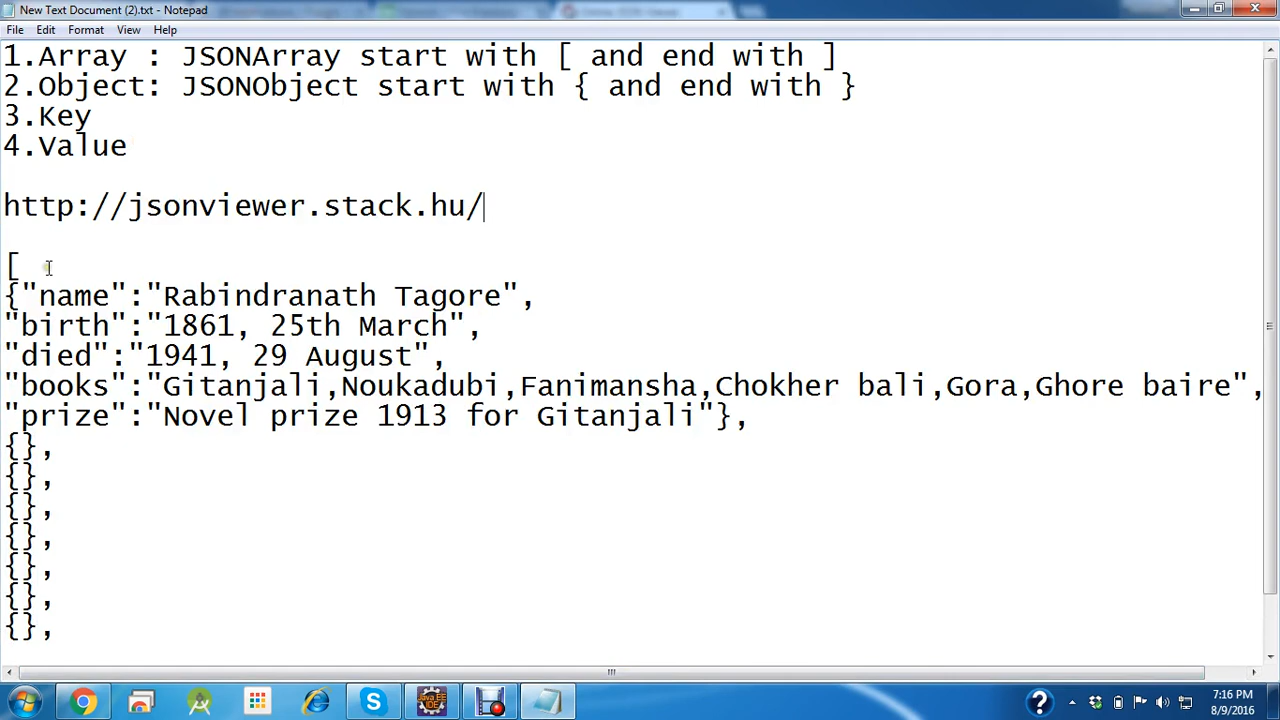 New Text Document (2).txt - Notepad
File Edit Format View Help
1.Array : JSONArray start with [ and end with ]
2.Object: JSONObject start with { and end with }
3.Key
4.Value
http://jsonviewer.stack.hu/
[
{"name":"Rabindranath Tagore",
"birth":"1861, 25th March",
"died":"1941, 29 August",
"books":"Gitanjali,Noukadubi,Fanimansha,Chokher bali,Gora,Ghore baire",
"prize":"Novel prize 1913 for Gitanjali"},
{},
{},
{},
{},
{},
{},
{},
Java EE
IDE
7:16 PM
8/9/2016